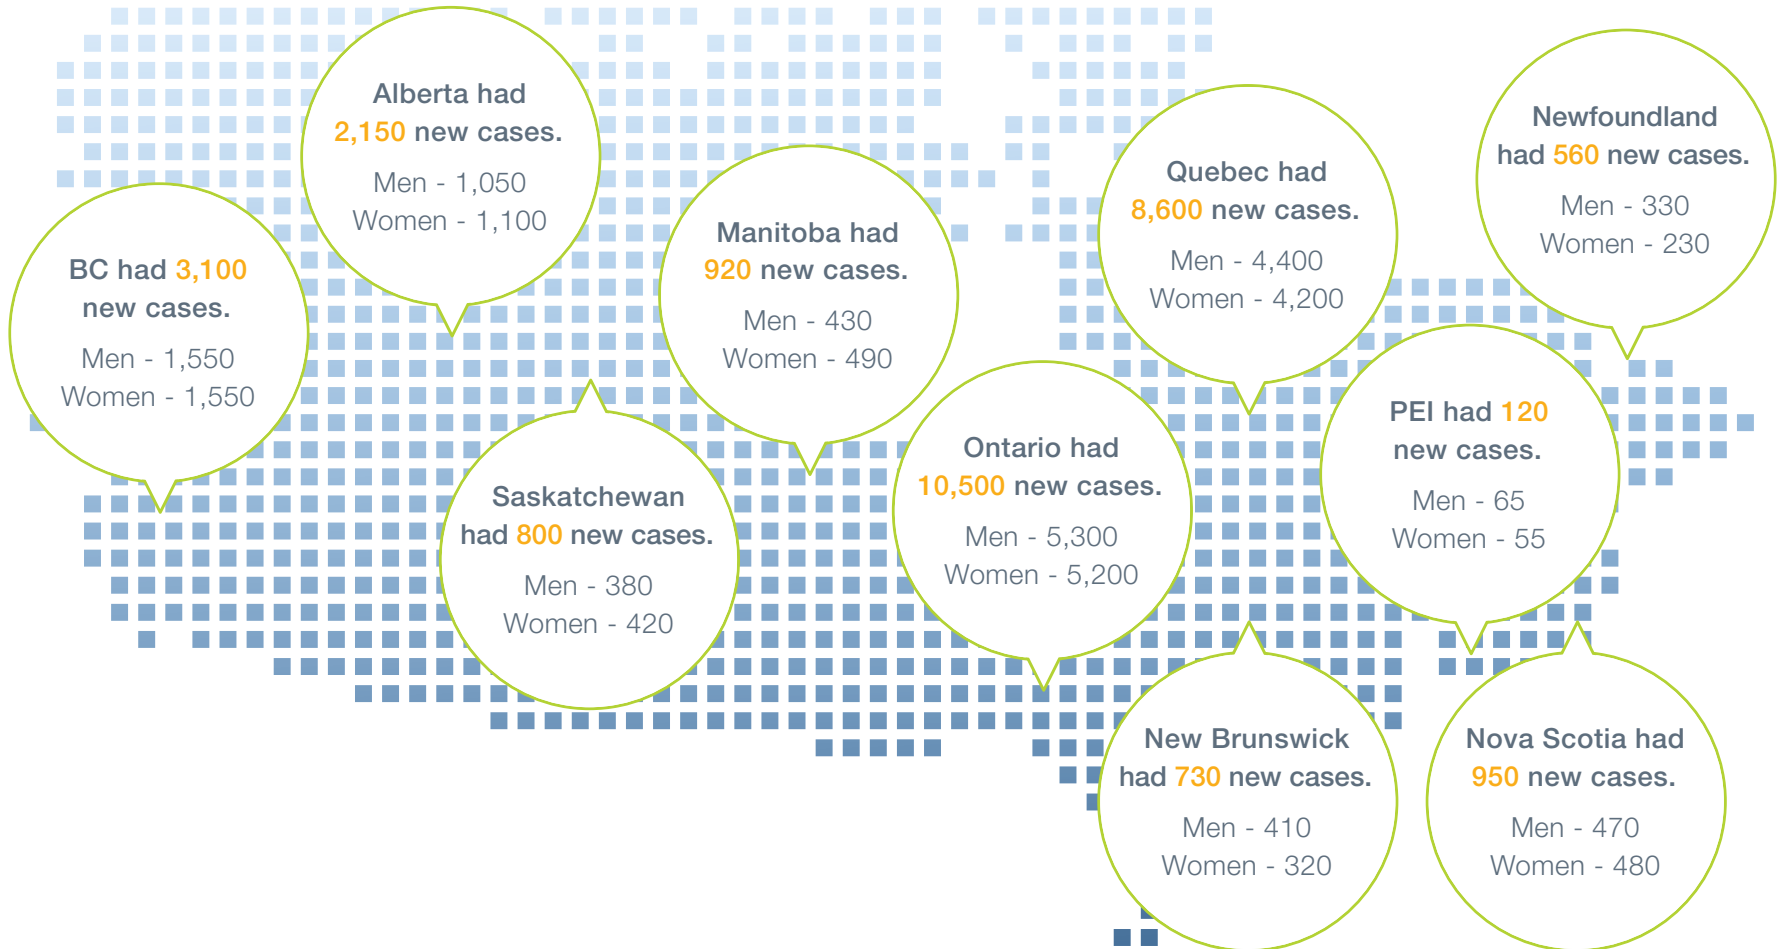 Alberta had
2,150 new cases.
Men - 1,050
Women - 1,100
Newfoundland
had 560 new cases.
Men - 330
Women - 230
Quebec had
8,600 new cases.
Men - 4,400
Women - 4,200
Manitoba had
920 new cases.
Men - 430
Women - 490
BC had 3,100
new cases.
Men - 1,550
Women - 1,550
PEI had 120
new cases.
Men - 65
Women - 55
Ontario had
10,500 new cases.
Men - 5,300
Women - 5,200
Saskatchewan
had 800 new cases.
Men - 380
Women - 420
New Brunswick
had 730 new cases.
Men - 410
Women - 320
Nova Scotia had
950 new cases.
Men - 470
Women - 480